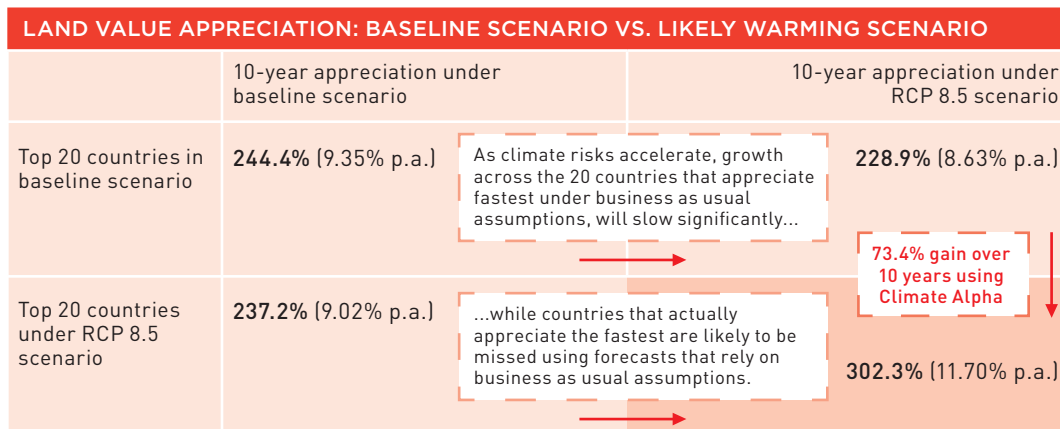 LAND VALUE APPRECIATION: BASELINE SCENARIO VS. LIKELY WARMING SCENARIO
10-year appreciation under
baseline scenario
10-year appreciation under
RCP 8.5 scenario
Top 20 countries in
baseline scenario
244.4% (9.35% p.a.)
As climate risks accelerate, growth
across the 20 countries that appreciate
fastest under business as usual
assumptions, will slow significantly...
228.9% (8.63% p.a.)
73.4% gain over
10 years using
Climate Alpha
Top 20 countries
under RCP 8.5
scenario
237.2% (9.02% p.a.)
...while countries that actually
appreciate the fastest are likely to be
missed using forecasts that rely on
business as usual assumptions.
302.3% (11.70% p.a.)